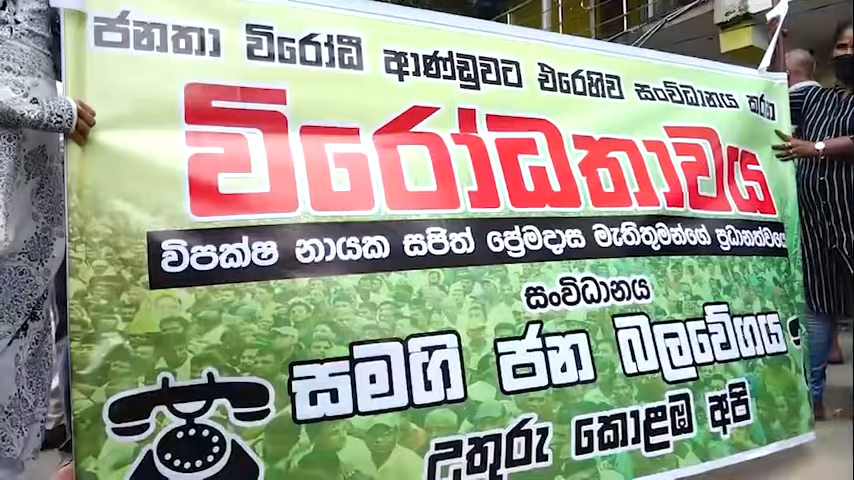 ජනතා විරෝධී ආණ්ඩුවට එරෙහිව සංවිධානය කරන
විරෝධතාවය
විපක්ෂ නායක සජිත් ප්‍රේමදාස මැතිතුමන්ගේ ප්‍රධානත්වයෙන්
සංවිධානය
සමගි ජන බලවේගය
උතුරු කොළඹ අපි